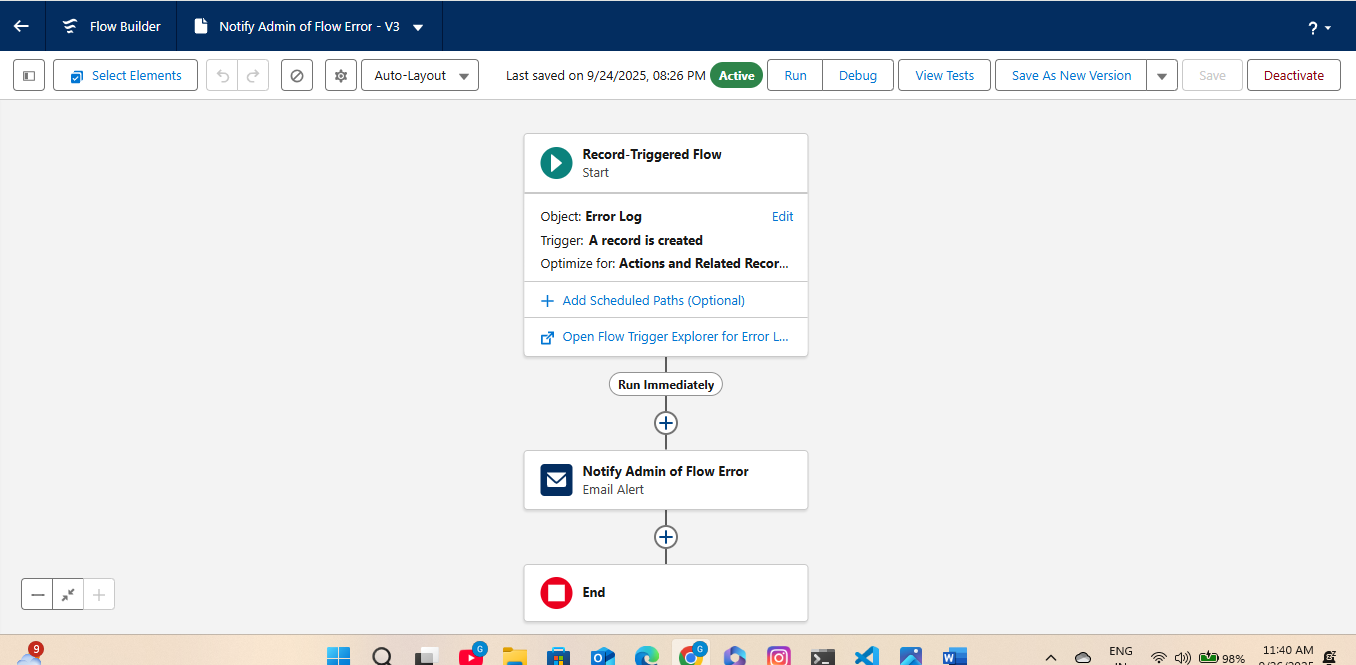 Flow Builder
Notify Admin of Flow Error - V3
?
Select Elements
Auto-Layout
Last saved on 9/24/2025, 08:26 PM
Active
Run
Debug
View Tests
Save As New Version
Save
Deactivate
Record-Triggered Flow
Start
Object: Error Log
Edit
Trigger: A record is created
Optimize for: Actions and Related Recor...
Add Scheduled Paths (Optional)
Open Flow Trigger Explorer for Error L...
Run Immediately
Notify Admin of Flow Error
Email Alert
End
9
G
G
ENG
98%
11:40 AM